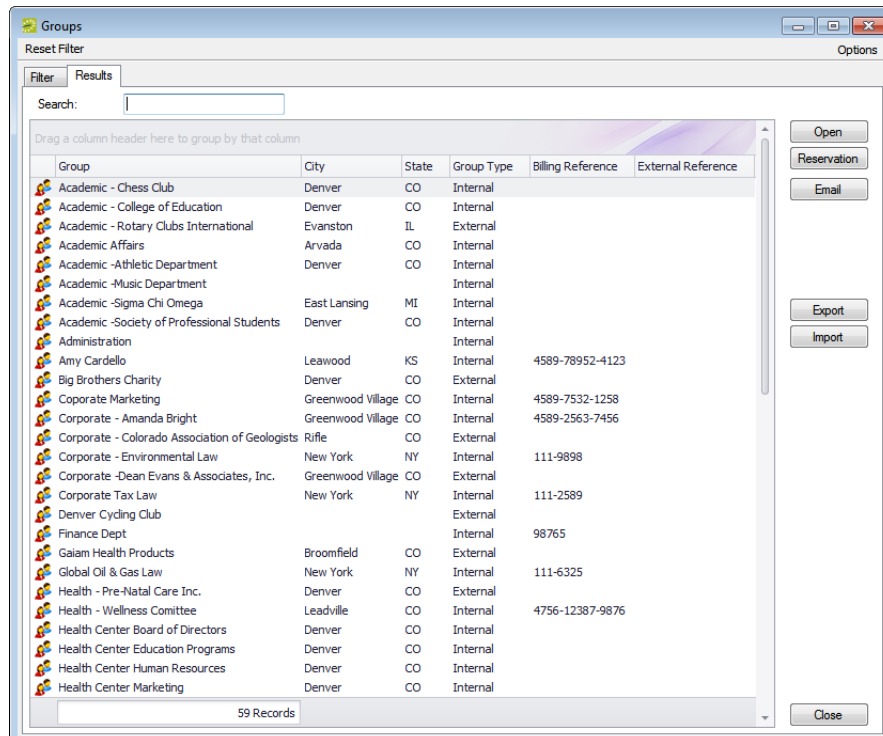 Groups
Reset Filter Options
Filter Results
Search:
Drag a column header here to group by that column
Group City State Group Type Billing Reference External Reference
Academic - Chess Club Denver CO Internal
Academic - College of Education Denver CO Internal
Academic - Rotary Clubs International Evanston IL External
Academic Affairs Arvada CO Internal
Academic -Athletic Department Denver CO Internal
Academic -Music Department Internal
Academic -Sigma Chi Omega East Lansing MI Internal
Academic -Society of Professional Students Denver CO Internal
Administration Internal
Amy Cardello Leawood KS Internal 4589-78952-4123
Big Brothers Charity Denver CO External
Coporate Marketing Greenwood Village CO Internal 4589-7532-1258
Corporate - Amanda Bright Greenwood Village CO Internal 4589-2563-7456
Corporate - Colorado Association of Geologists Rifle CO External
Corporate - Environmental Law New York NY Internal 111-9898
Corporate -Dean Evans & Associates, Inc. Greenwood Village CO External
Corporate Tax Law New York NY Internal 111-2589
Denver Cycling Club External
Finance Dept Internal 98765
Gaiam Health Products Broomfield CO External
Global Oil & Gas Law New York NY Internal 111-6325
Health - Pre-Natal Care Inc. Denver CO External
Health - Wellness Comittee Leadville CO Internal 4756-12387-9876
Health Center Board of Directors Denver CO Internal
Health Center Education Programs Denver CO Internal
Health Center Human Resources Denver CO Internal
Health Center Marketing Denver CO Internal
59 Records
Open
Reservation
Email
Export
Import
Close